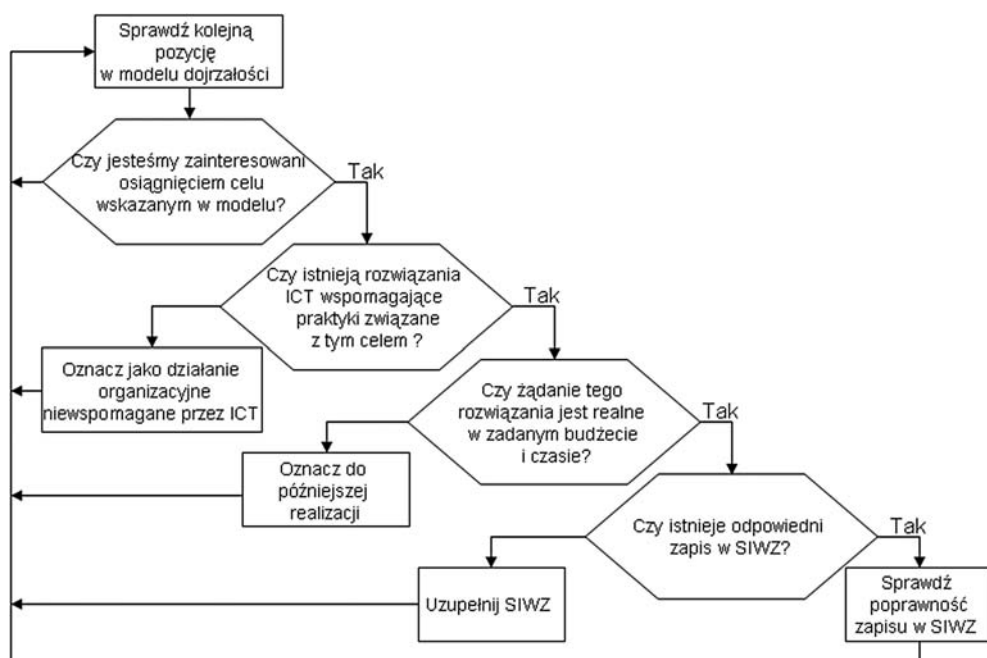 Sprawdź kolejną
pozycję
w modelu dojrzałości
Czy jesteśmy zainteresowani
osiągnięciem celu
wskazanym w modelu?
Tak
Czy istnieją rozwiązania
ICT wspomagające
praktyki związane
z tym celem ?
Tak
Oznacz jako działanie
organizacyjne
niewspomagane przez ICT
Czy żądanie tego
rozwiązania jest realne
w zadanym budżecie
i czasie?
Tak
Oznacz do
późniejszej
realizacji
Czy istnieje odpowiedni
zapis w SIWZ?
Tak
Uzupełnij SIWZ
Sprawdź
poprawność
zapisu w SIWZ